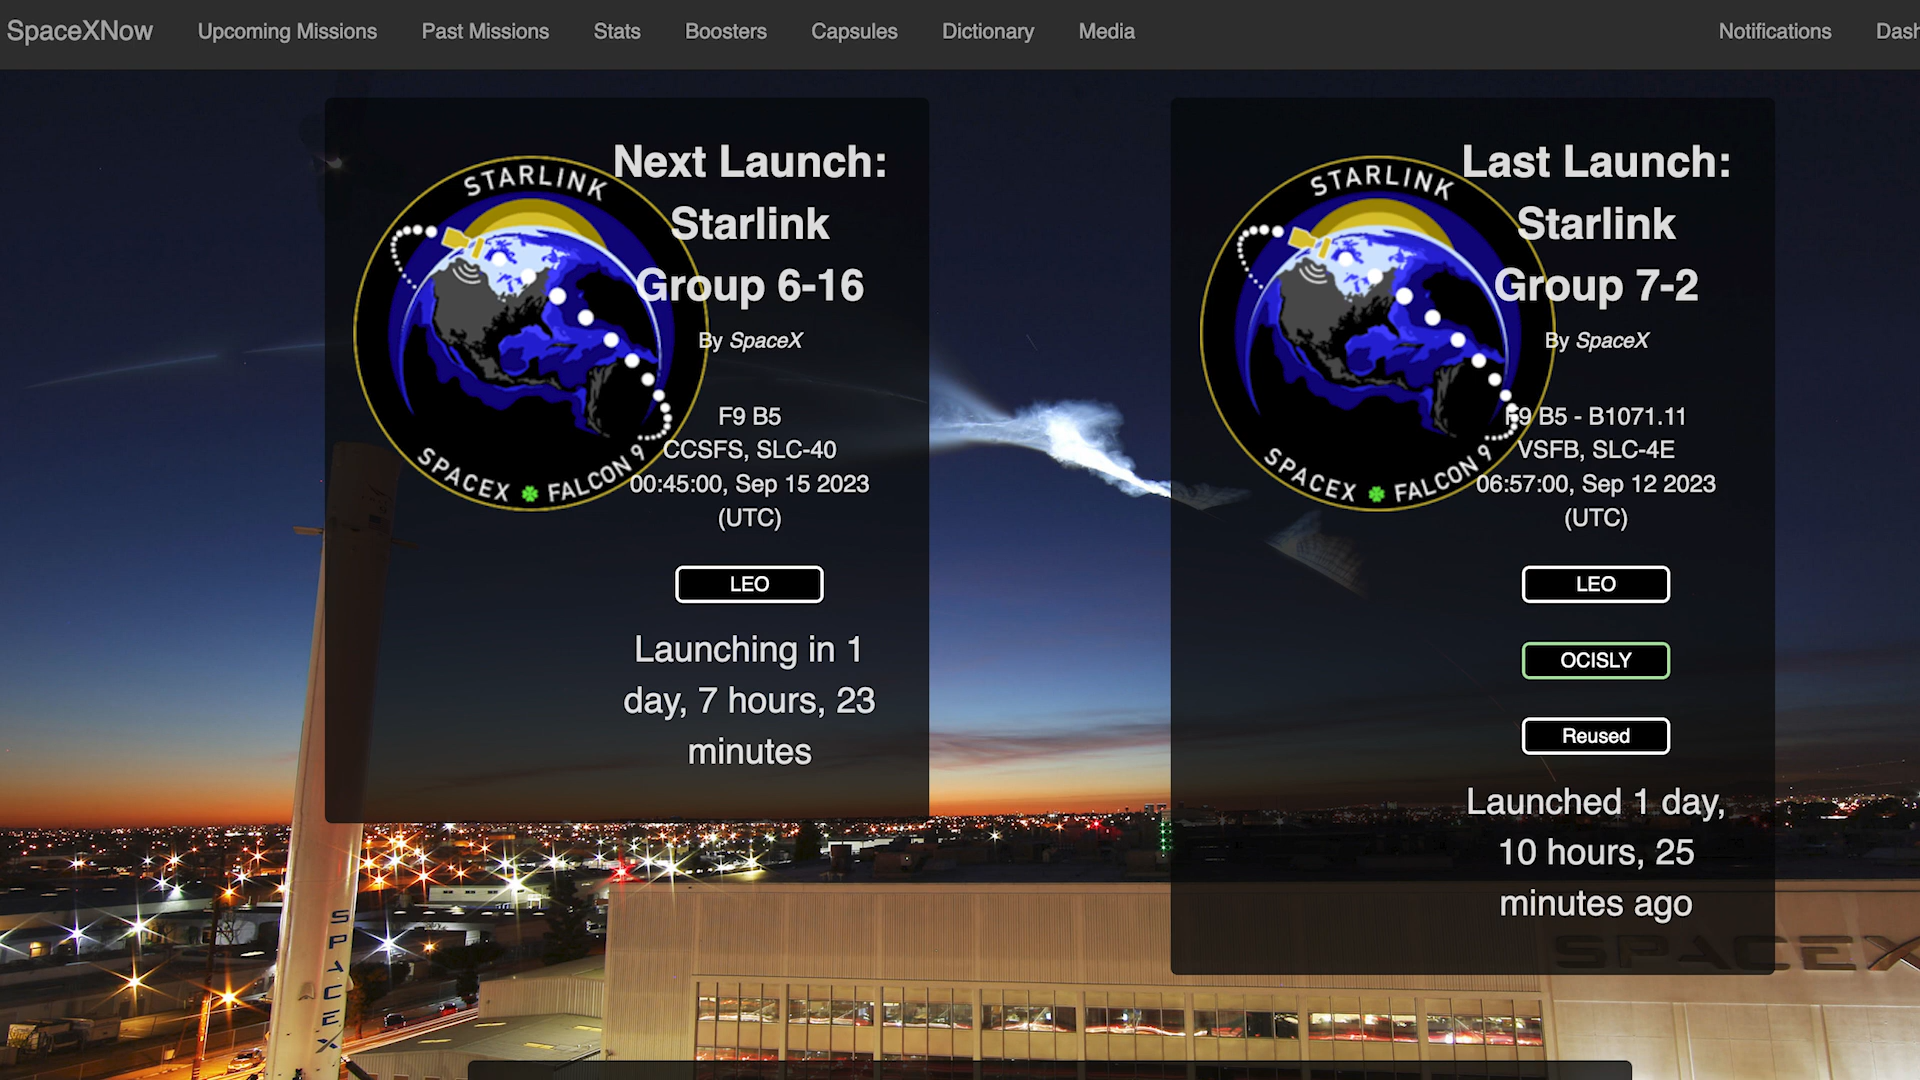 SpaceXNow
Upcoming Missions
Past Missions
Stats
Boosters
Capsules
Dictionary
Media
Notifications
Dash
STARLINK
SPACEX FALCON 9
Next Launch:
Starlink
Group 6-16
By SpaceX
F9 B5
CCSFS, SLC-40
00:45:00, Sep 15 2023
(UTC)
LEO
Launching in 1
day, 7 hours, 23
minutes
STARLINK
SPACEX FALCON 9
Last Launch:
Starlink
Group 7-2
By SpaceX
F9 B5 - B1071.11
VSFB, SLC-4E
06:57:00, Sep 12 2023
(UTC)
LEO
OCISLY
Reused
Launched 1 day,
10 hours, 25
minutes ago
SPACEX
SPACEX